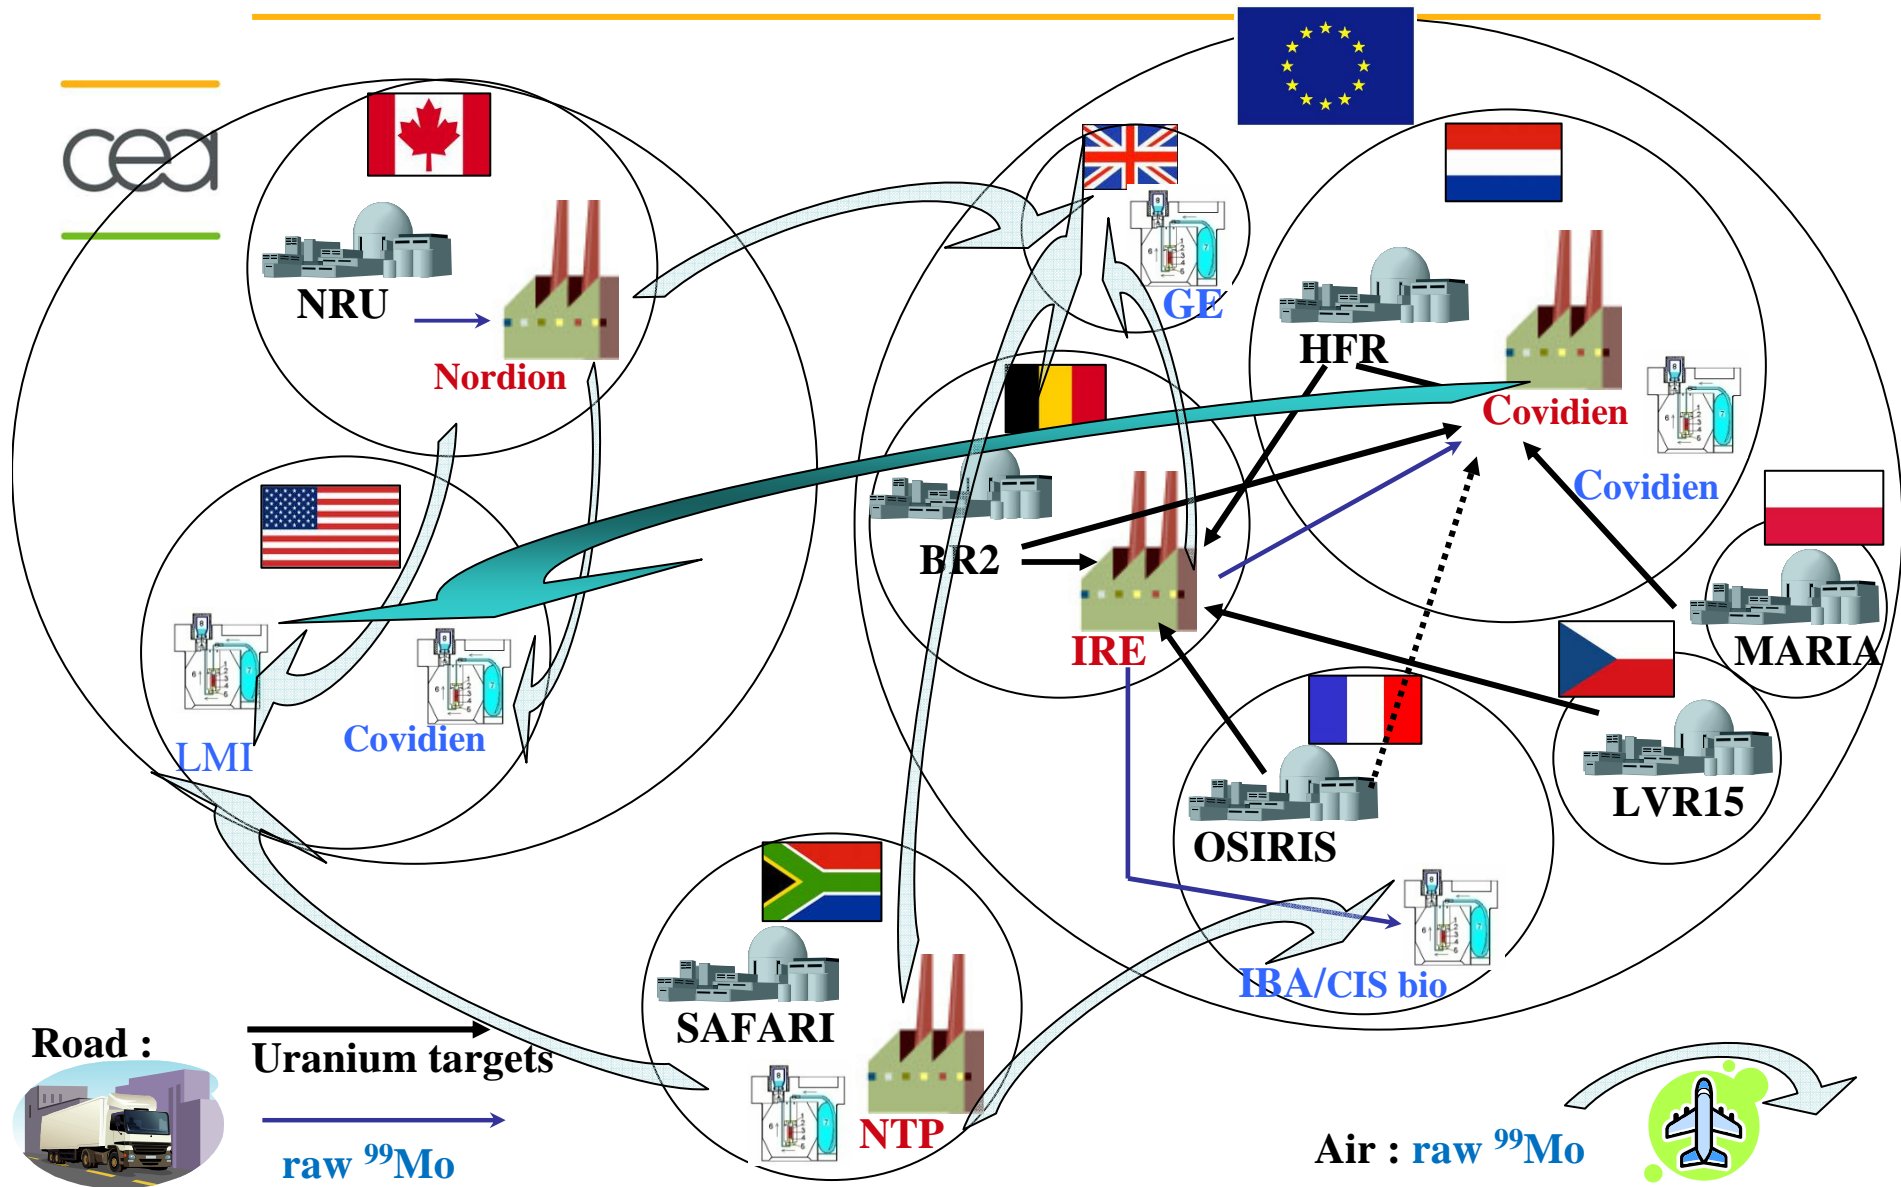 cea
NRU
Nordion
GE
HFR
Covidien
Covidien
BR2
IRE
MARIA
LVR15
OSIRIS
LMI
Covidien
IBA/CIS bio
SAFARI
NTP
Road :
Uranium targets
raw ⁹⁹Mo
Air : raw ⁹⁹Mo